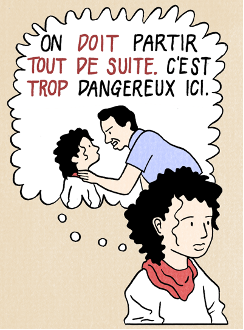 ON DOIT PARTIR
TOUT DE SUITE. C'EST
TROP DANGEREUX ICI.